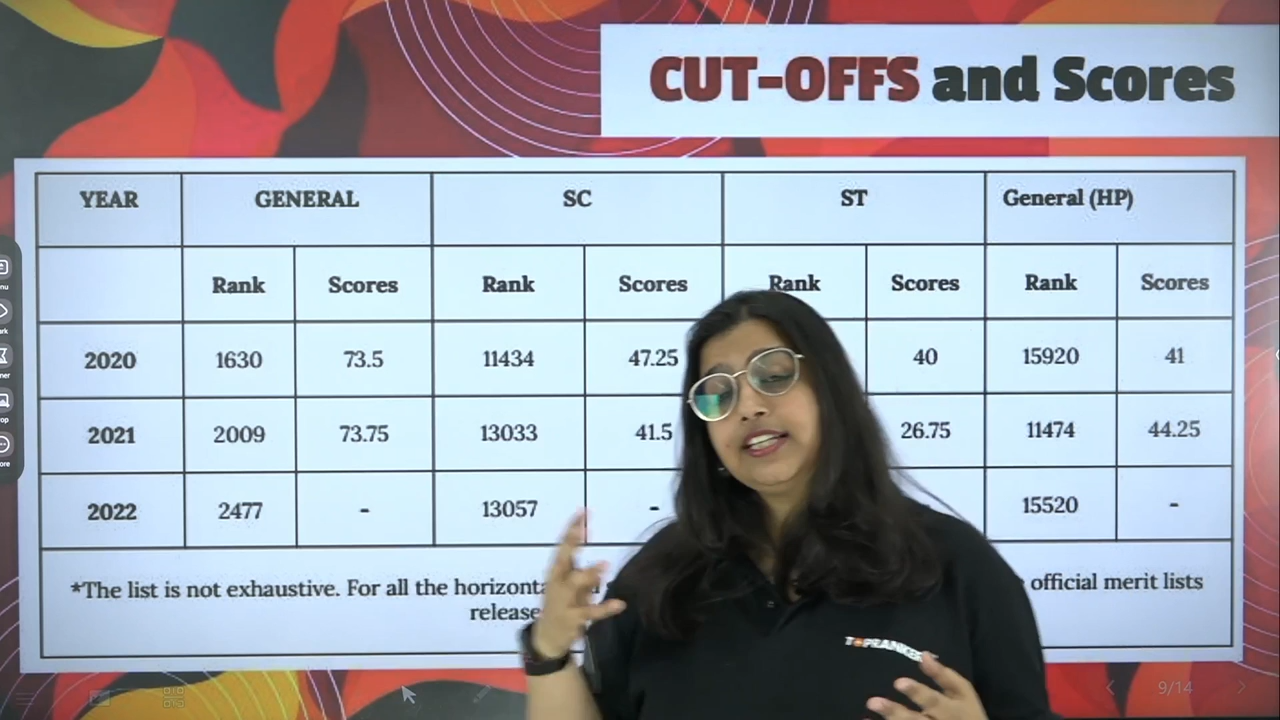 CUT-OFFS and Scores
YEAR GENERAL SC ST General (HP)
Rank Scores Rank Scores Rank Scores Rank Scores
2020 1630 73.5 11434 47.25 40 15920 41
2021 2009 73.75 13033 41.5 26.75 11474 44.25
2022 2477 - 13057 - 15520 -
*The list is not exhaustive. For all the official merit lists
TOPRANKERS
9/14